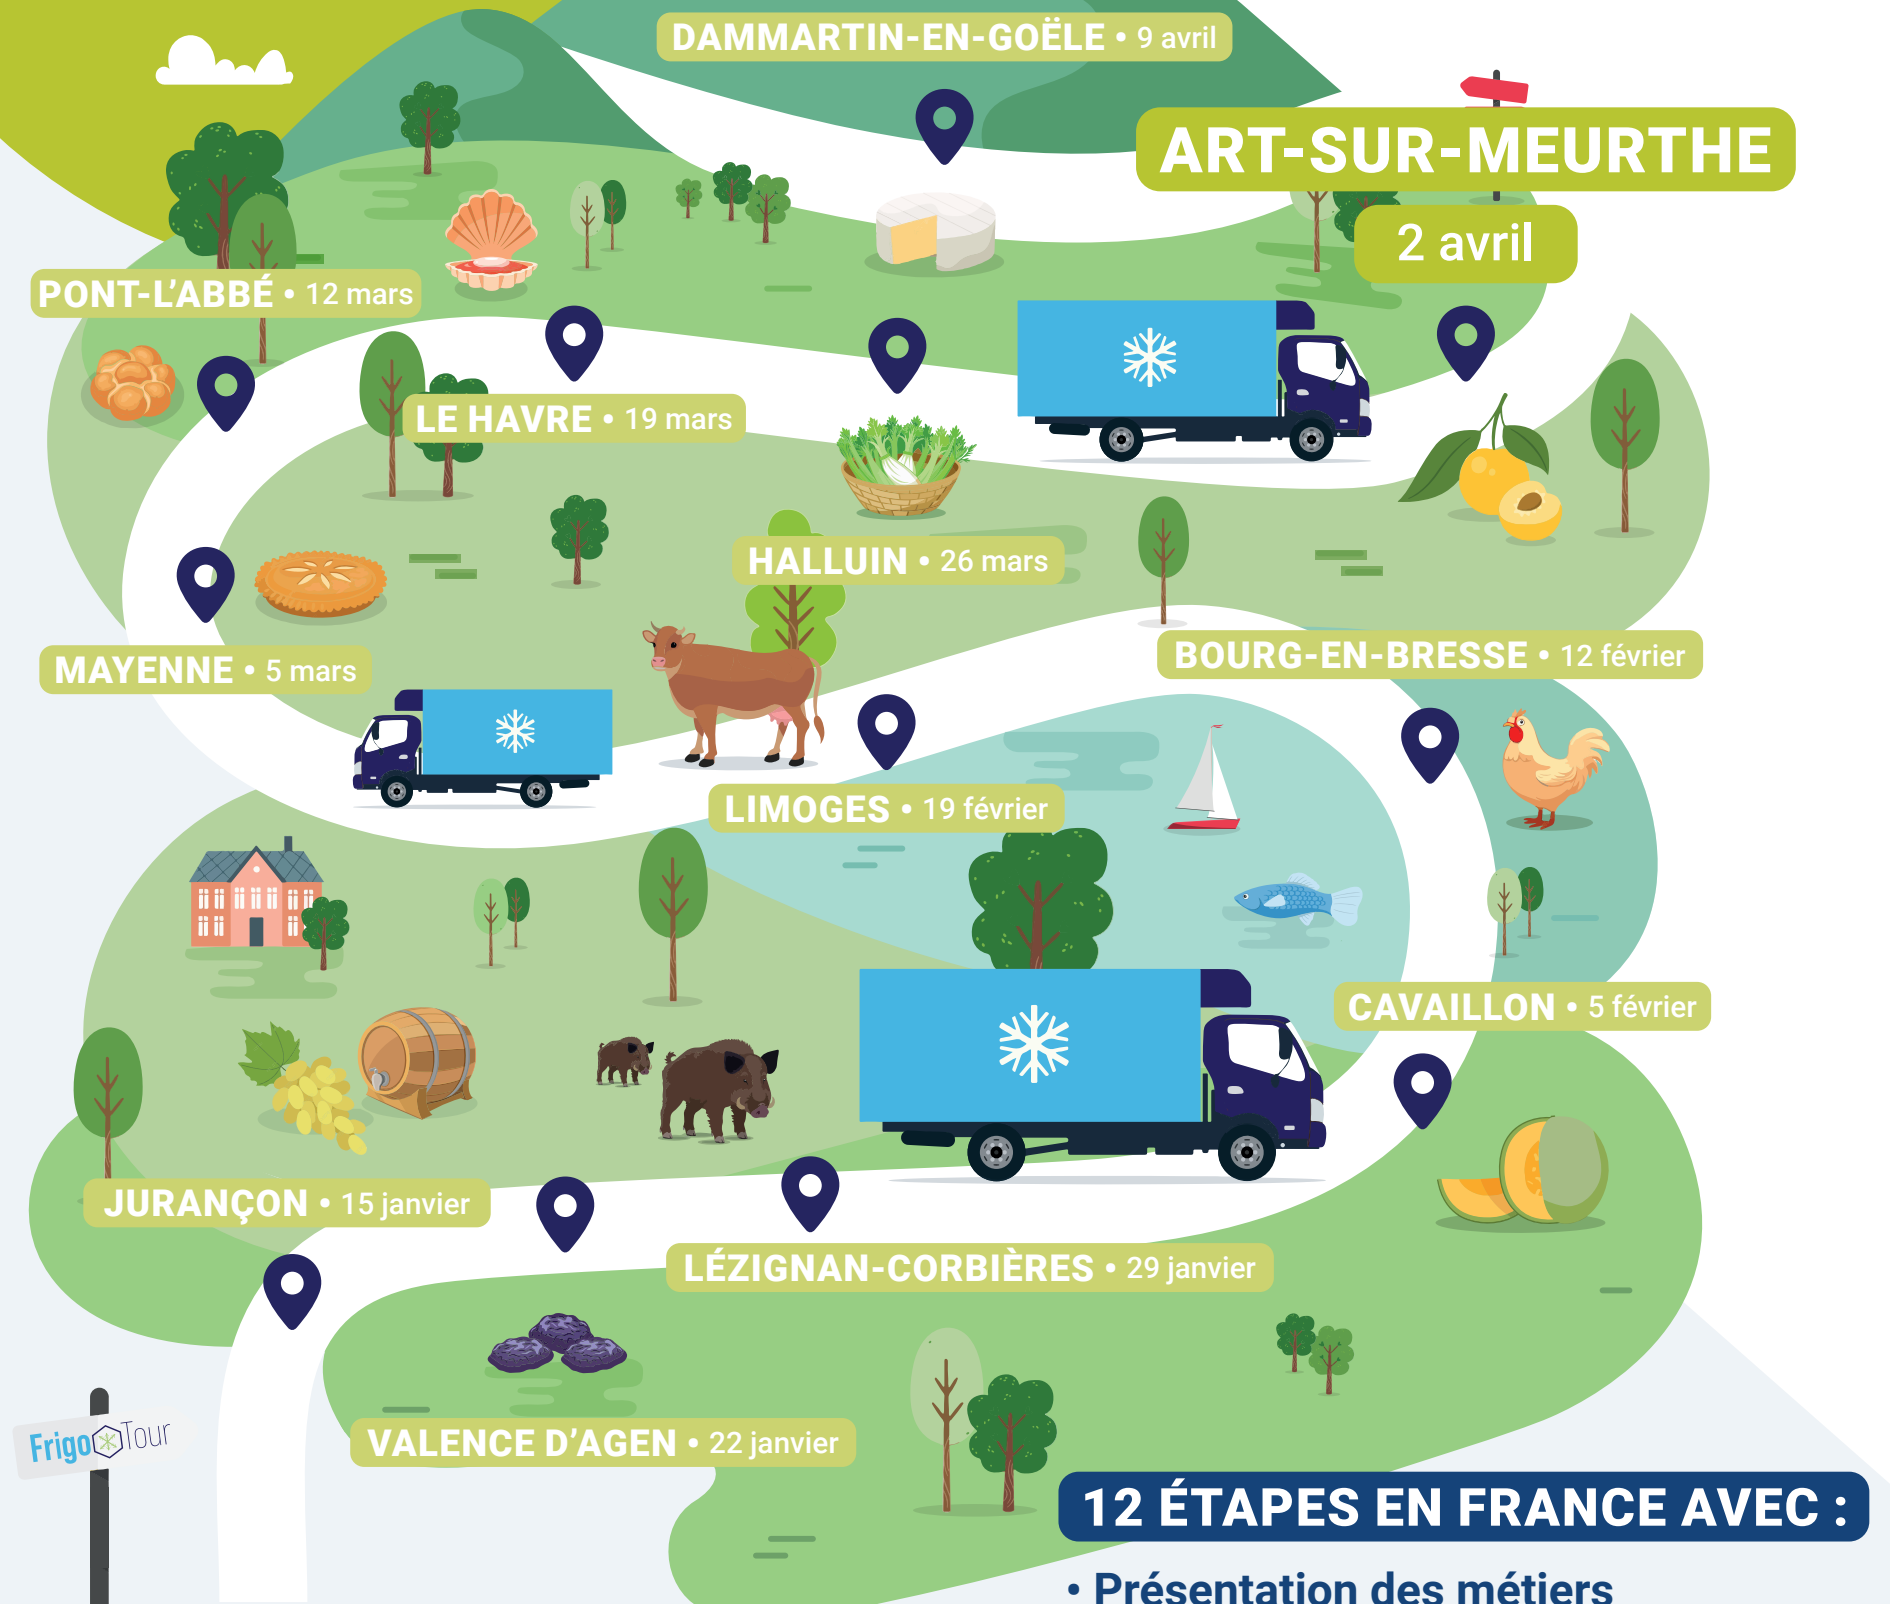 DAMMARTIN-EN-GOËLE • 9 avril
ART-SUR-MEURTHE
2 avril
PONT-L'ABBÉ • 12 mars
LE HAVRE • 19 mars
HALLUIN • 26 mars
BOURG-EN-BRESSE • 12 février
MAYENNE • 5 mars
LIMOGES • 19 février
CAVAILLON • 5 février
JURANÇON • 15 janvier
LÉZIGNAN-CORBIÈRES • 29 janvier
VALENCE D'AGEN • 22 janvier
Frigo Tour
12 ÉTAPES EN FRANCE AVEC :
• Présentation des métiers